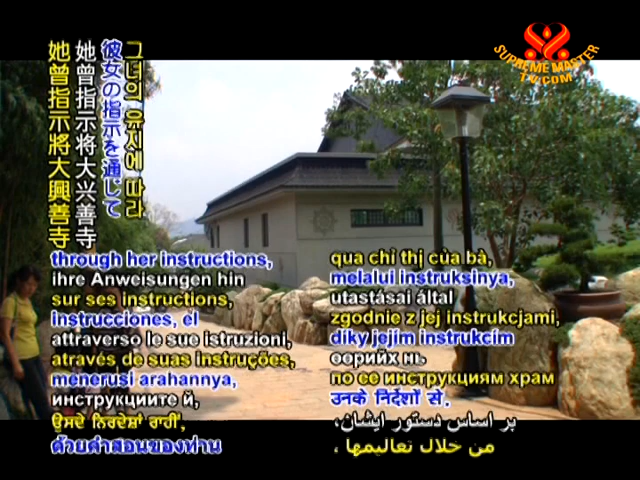 SUPREME MASTER
TV.COM
그녀의 유지에 따라
彼女の指示を通じて
她曾指示将大兴善寺
她曾指示將大興善寺
through her instructions,
ihre Anweisungen hin
sur ses instructions,
instrucciones, el
attraverso le sue istruzioni,
através de suas instruções,
menerusi arahannya,
инструкциите й,
ਉਸਦੇ ਨਿਰਦੇਸ਼ਾਂ ਰਾਹੀਂ,
ด้วยคำสอนของท่าน
qua chỉ thị của bà,
melalui instruksinya,
utastásai által
zgodnie z jej instrukcjami,
díky jejím instrukcím
өөрийх нь
по ее инструкциям храм
उनके निर्देशों से,
بر اساس دستور ایشان،
من خلال تعاليمها ،